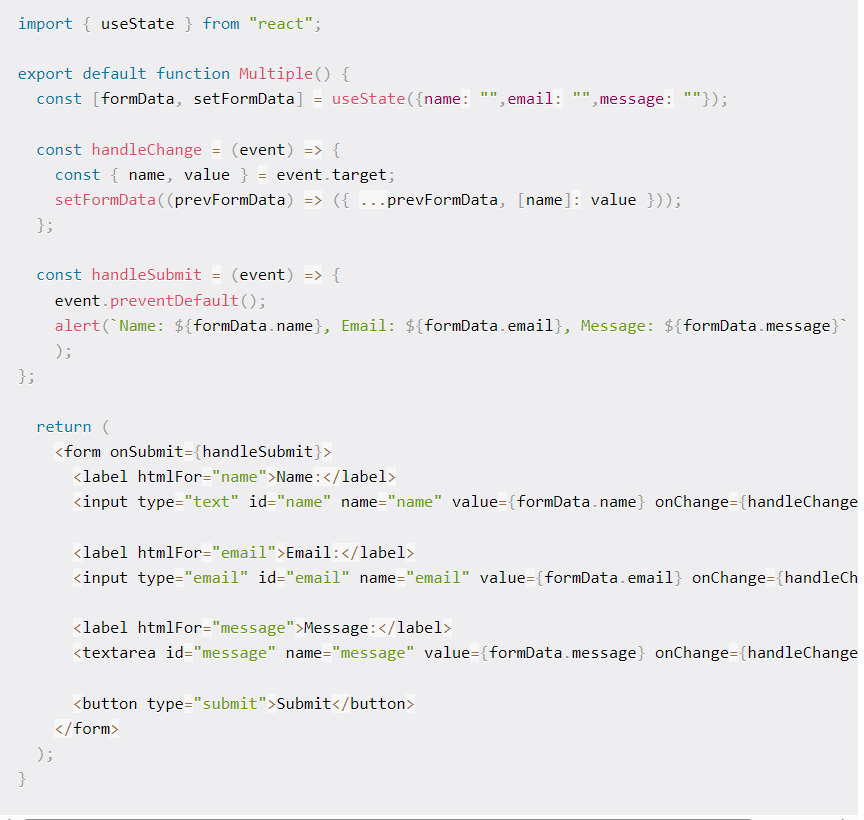 import { useState } from "react";

export default function Multiple() {
  const [formData, setFormData] = useState({name: "",email: "",message: ""});

  const handleChange = (event) => {
    const { name, value } = event.target;
    setFormData((prevFormData) => ({ ...prevFormData, [name]: value }));
  };

  const handleSubmit = (event) => {
    event.preventDefault();
    alert(`Name: ${formData.name}, Email: ${formData.email}, Message: ${formData.message}`
    );
};

  return (
    <form onSubmit={handleSubmit}>
      <label htmlFor="name">Name:</label>
      <input type="text" id="name" name="name" value={formData.name} onChange={handleChange

      <label htmlFor="email">Email:</label>
      <input type="email" id="email" name="email" value={formData.email} onChange={handleCh

      <label htmlFor="message">Message:</label>
      <textarea id="message" name="message" value={formData.message} onChange={handleChange

      <button type="submit">Submit</button>
    </form>
  );
}